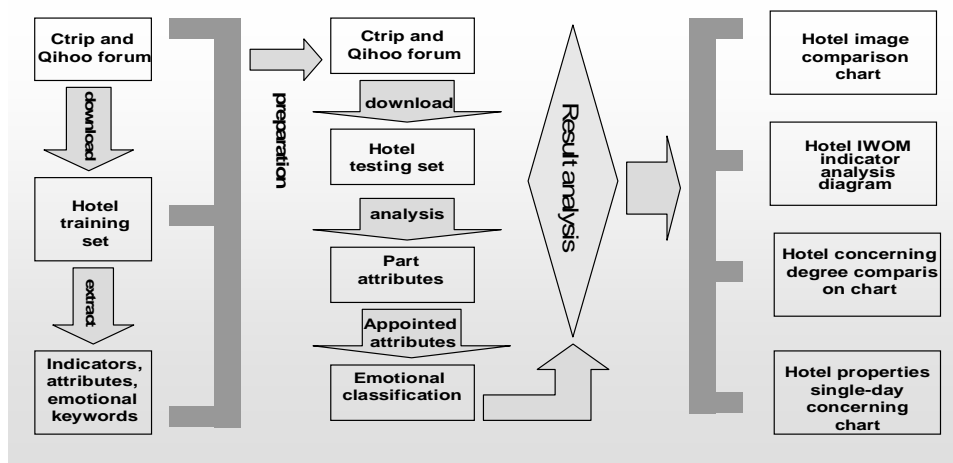 Ctrip and
Qihoo forum
download
Hotel
training
set
extract
Indicators,
attributes,
emotional
keywords
preparation
Ctrip and
Qihoo forum
download
Hotel
testing set
analysis
Part
attributes
Appointed
attributes
Emotional
classification
Result analysis
Hotel image
comparison
chart
Hotel IWOM
indicator
analysis
diagram
Hotel concerning
degree comparis
on chart
Hotel properties
single-day
concerning
chart